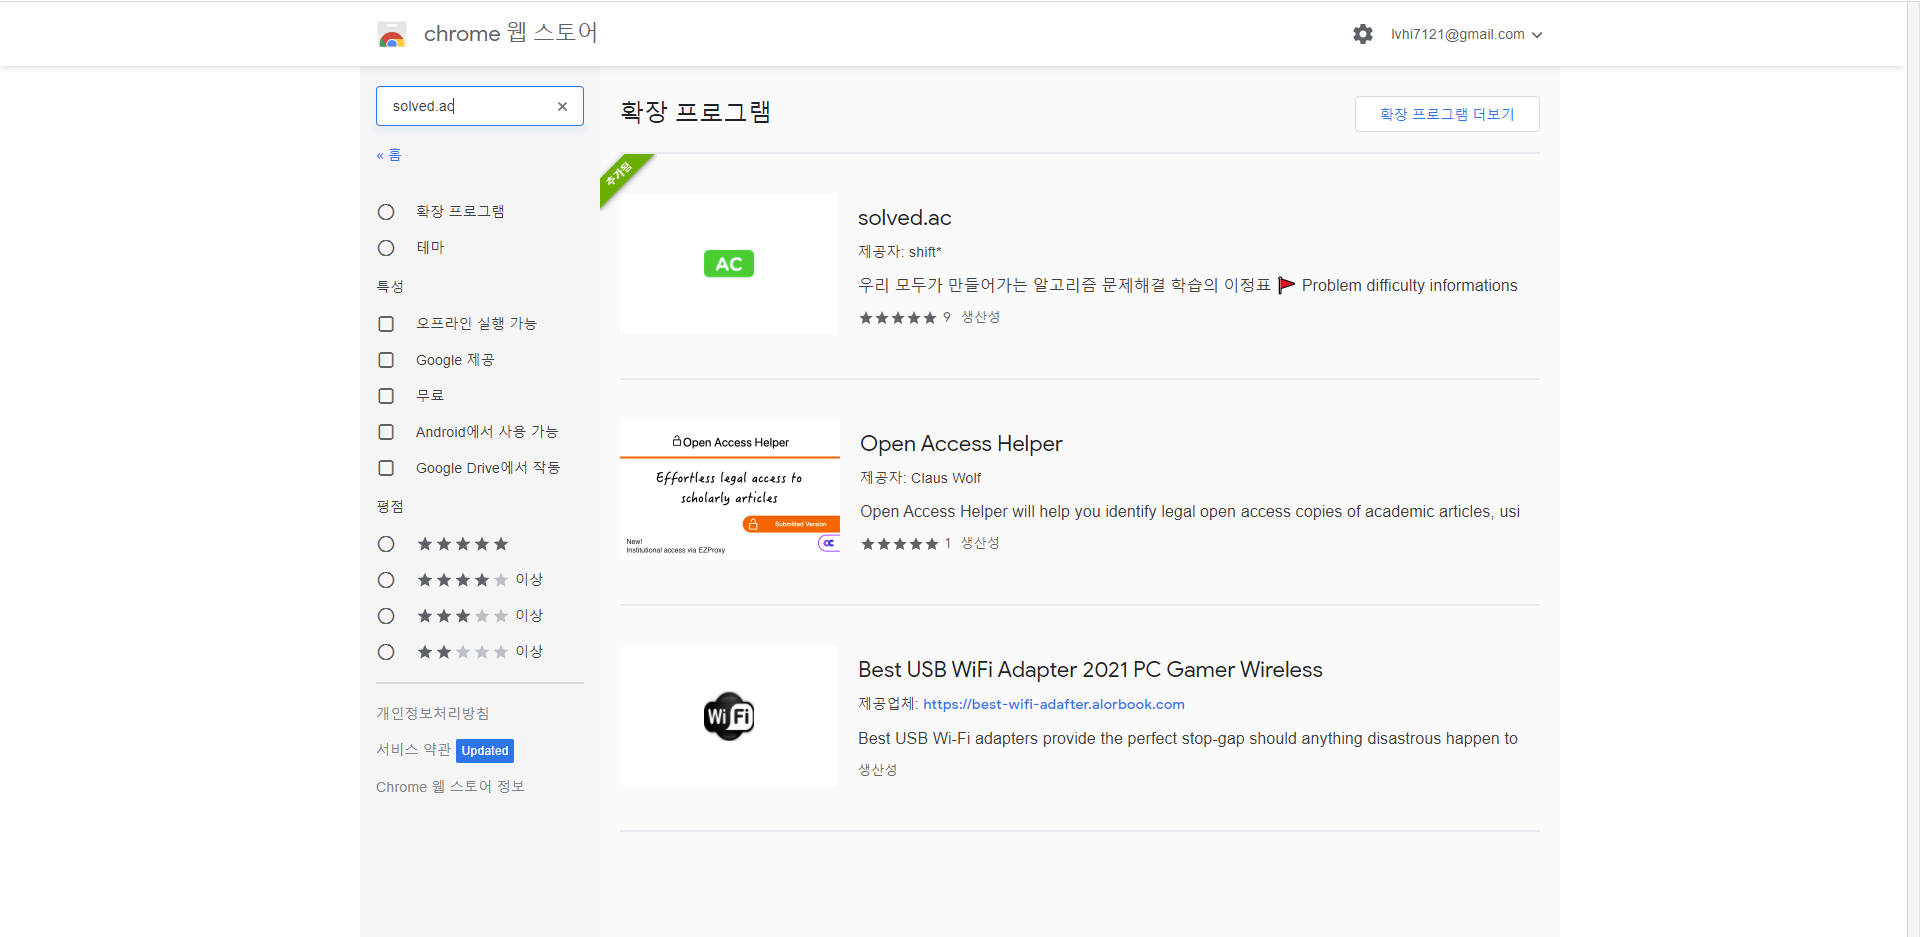 chrome 웹 스토어
lvhi7121@gmail.com
solved.ac
« 홈
확장 프로그램
테마
특성
오프라인 실행 가능
Google 제공
무료
Android에서 사용 가능
Google Drive에서 작동
평점
이상
이상
이상
개인정보처리방침
서비스 약관 Updated
Chrome 웹 스토어 정보
확장 프로그램
확장 프로그램 더보기
추가됨
AC
solved.ac
제공자: shift*
우리 모두가 만들어가는 알고리즘 문제해결 학습의 이정표 🚩 Problem difficulty informations
★★★★★ 9 생산성
Open Access Helper
Effortless legal access to
scholarly articles
Submitted Version
New!
Institutional access via EZProxy
Open Access Helper
제공자: Claus Wolf
Open Access Helper will help you identify legal open access copies of academic articles, usi
★★★★★ 1 생산성
WiFi
Best USB WiFi Adapter 2021 PC Gamer Wireless
제공업체: https://best-wifi-adafter.alorbook.com
Best USB Wi-Fi adapters provide the perfect stop-gap should anything disastrous happen to
생산성